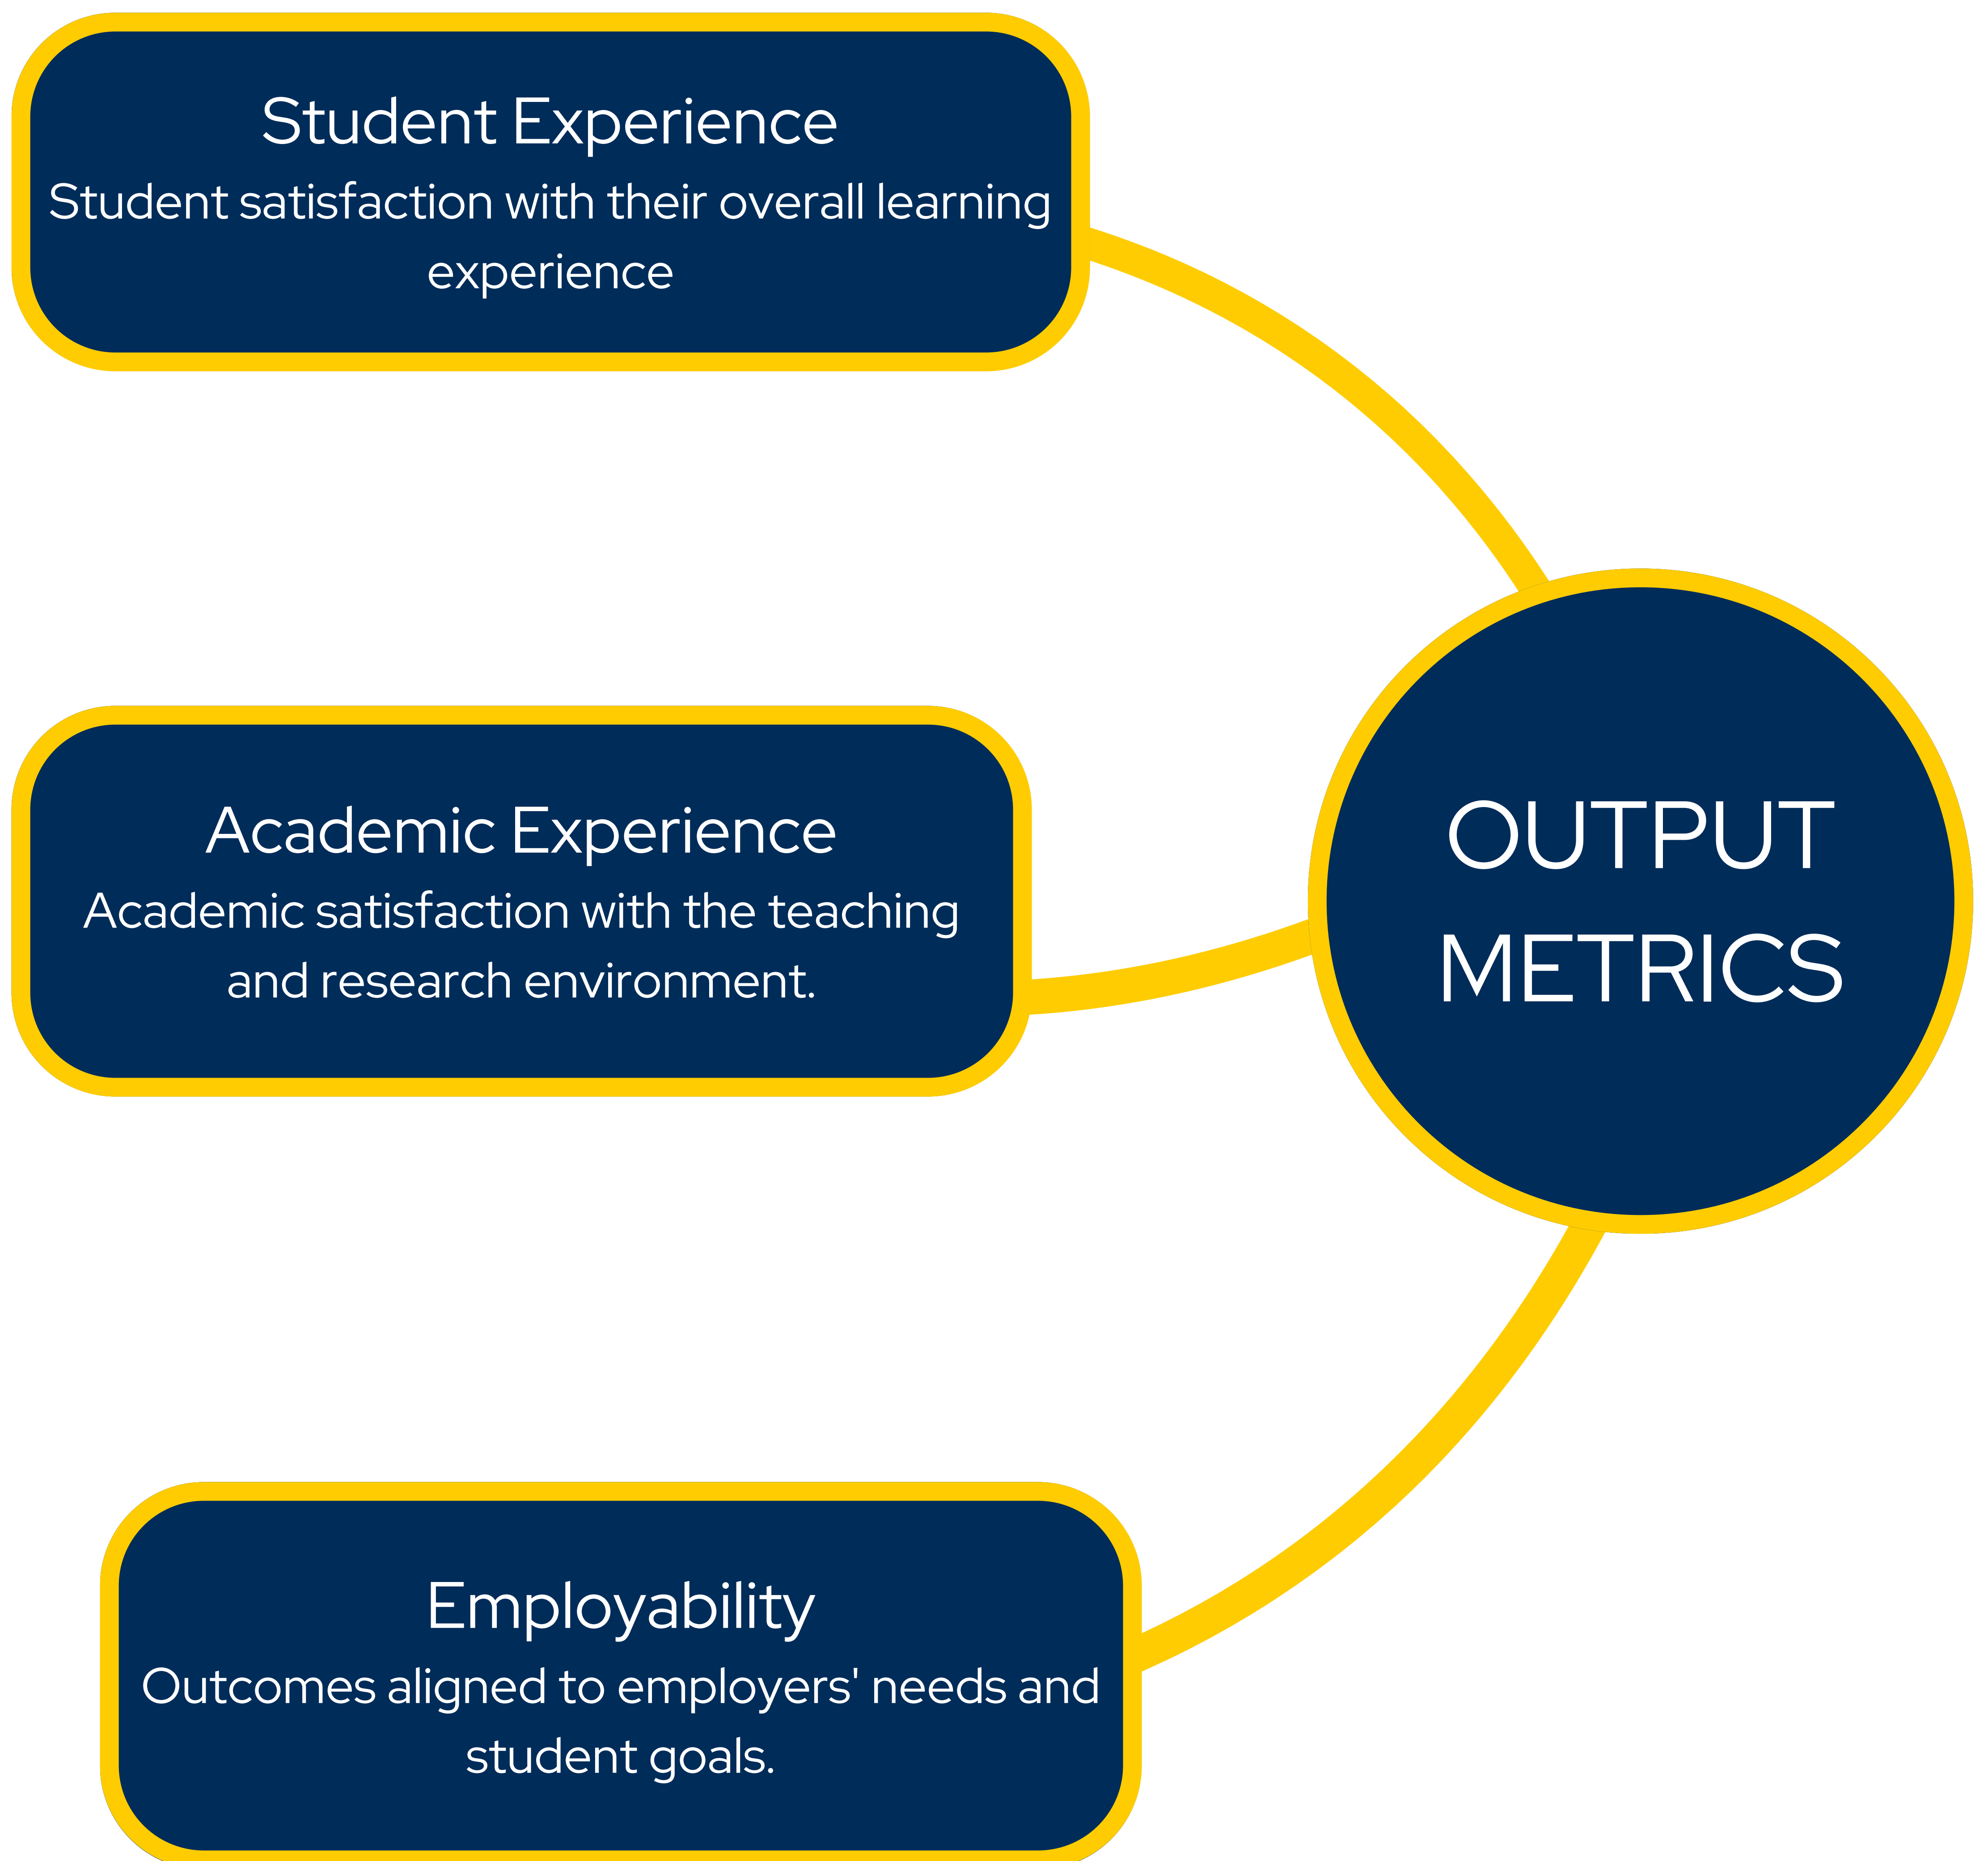 Student Experience
Student satisfaction with their overall learning
experience
Academic Experience
Academic satisfaction with the teaching
and research environment.
OUTPUT
METRICS
Employability
Outcomes aligned to employers' needs and
student goals.